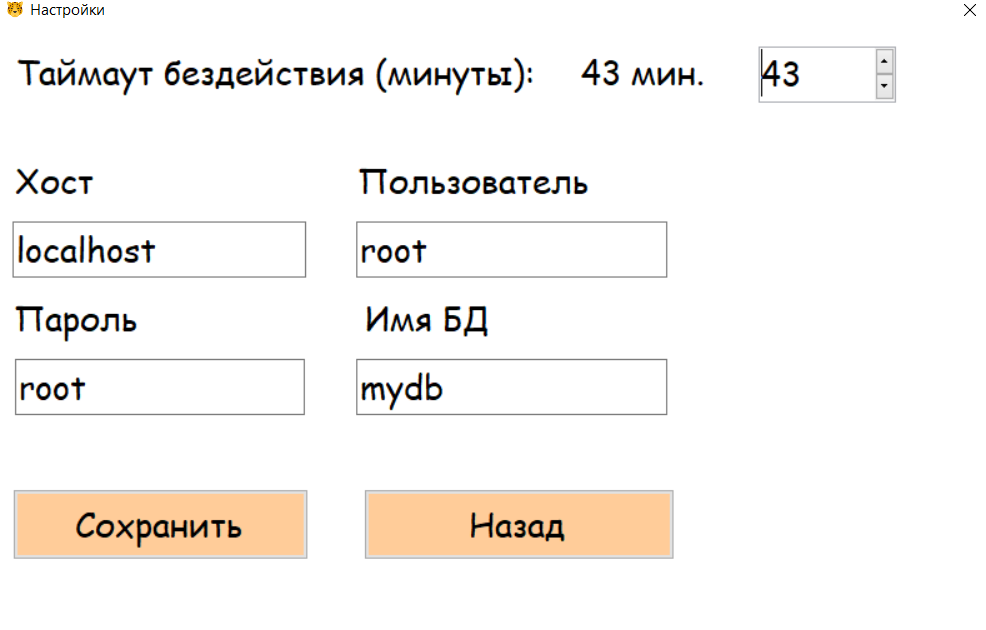 Настройки
Таймаут бездействия (минуты): 43 мин. 43
Хост Пользователь
localhost root
Пароль Имя БД
root mydb
Сохранить Назад